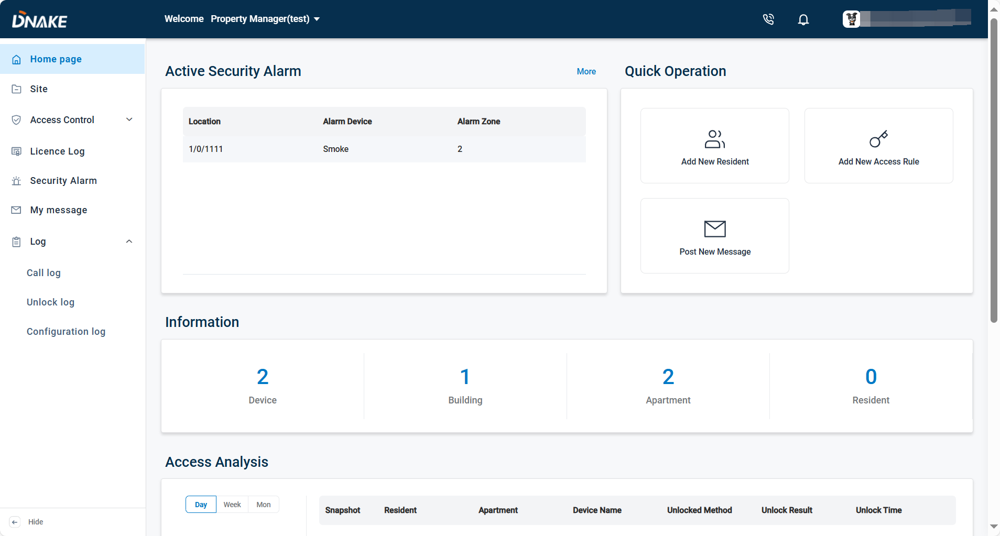 DNAKE
Welcome Property Manager(test)
Home page
Site
Access Control
Licence Log
Security Alarm
My message
Log
Call log
Unlock log
Configuration log
Hide
Active Security Alarm
More
Location Alarm Device Alarm Zone
1/0/1111 Smoke 2
Quick Operation
Add New Resident
Add New Access Rule
Post New Message
Information
2 1 2 0
Device Building Apartment Resident
Access Analysis
Day Week Mon
Snapshot Resident Apartment Device Name Unlocked Method Unlock Result Unlock Time